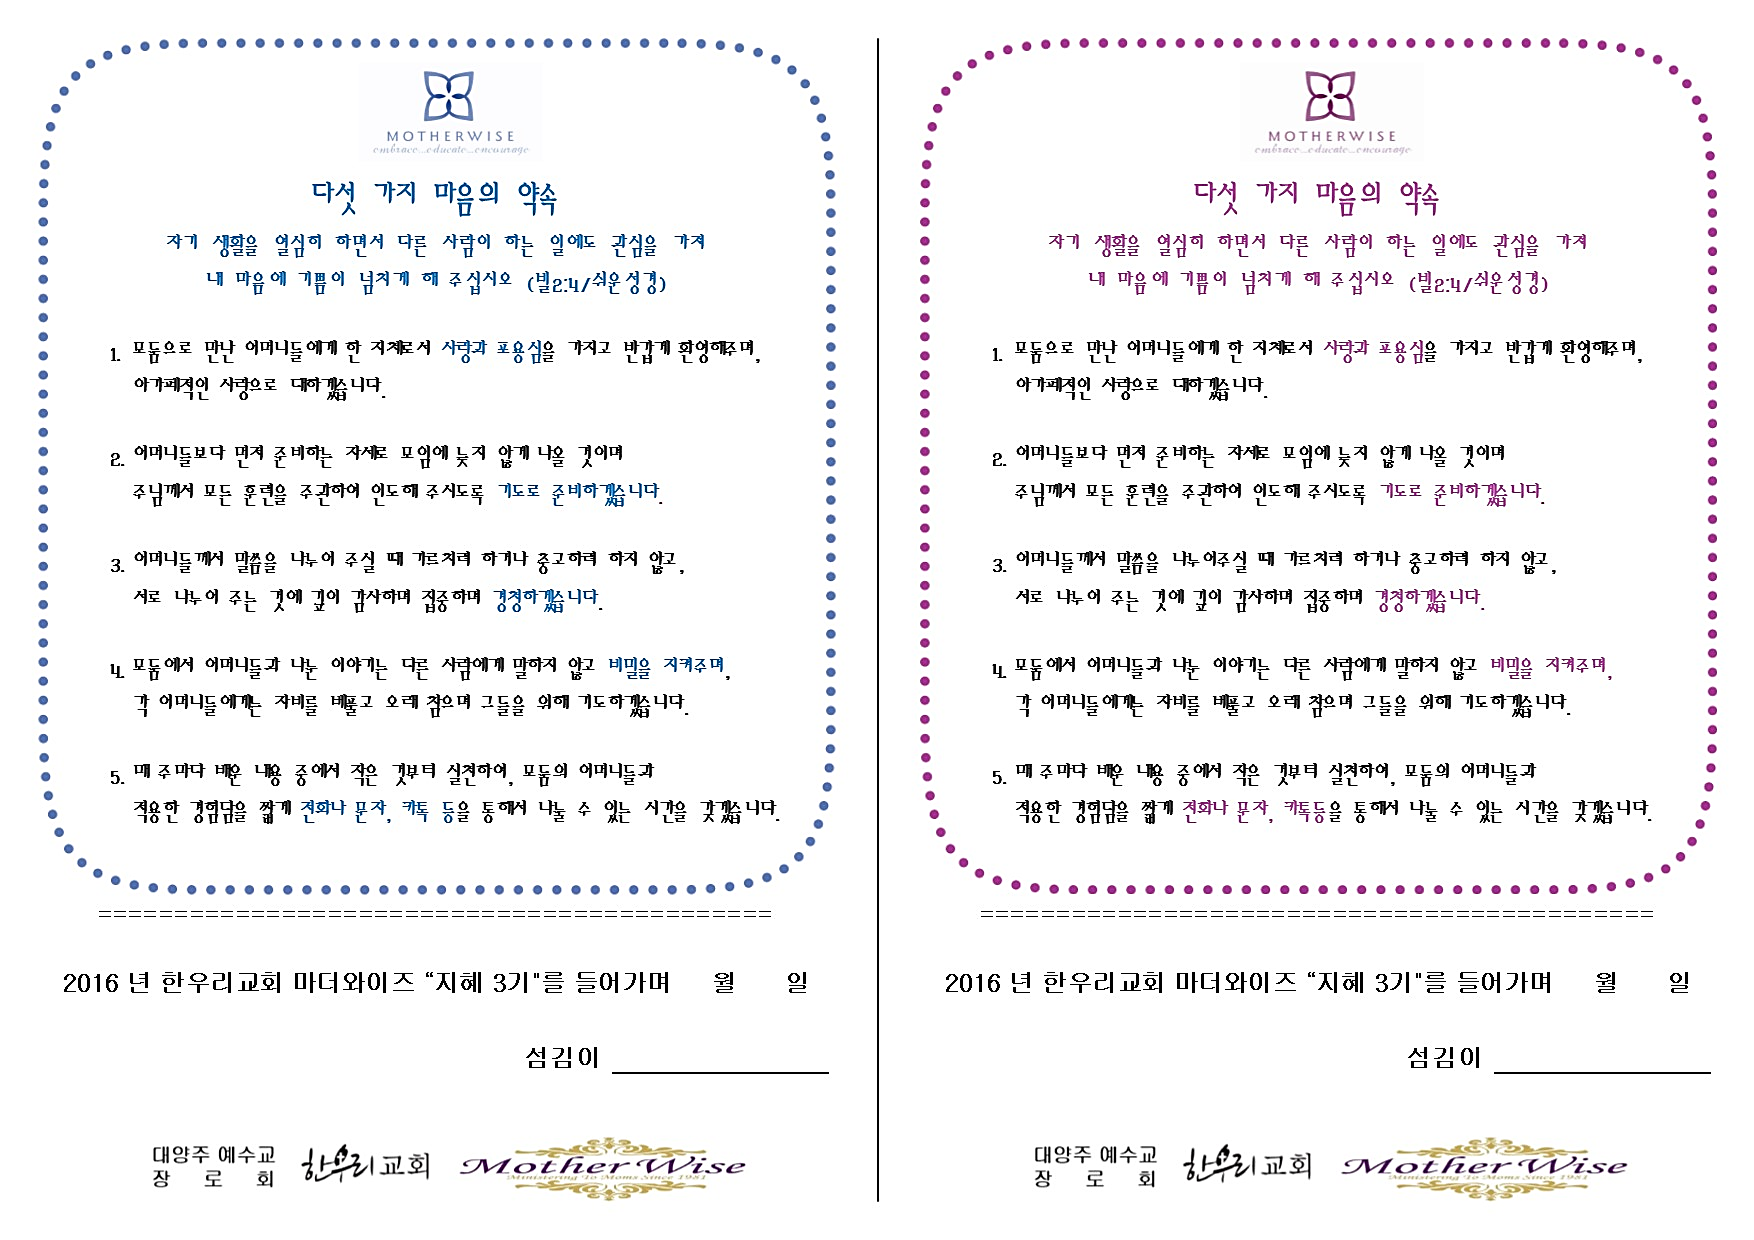 MOTHERWISE
embrace...educate...encourage
다섯 가지 마음의 약속
자기 생활을 열심히 하면서 다른 사람이 하는 일에도 관심을 가져
내 마음에 기쁨이 넘치게 해 주십시오 (빌2:4/쉬운성경)
1. 모둠으로 만난 어머니들에게 한 지체로서 사랑과 포용심을 가지고 반갑게 환영해주며,
아가페적인 사랑으로 대하겠습니다.
2. 어머니들보다 먼저 준비하는 자세로 모임에 늦지 않게 나올 것이며
주님께서 모든 훈련을 주관하여 인도해 주시도록 기도로 준비하겠습니다.
3. 어머니들께서 말씀을 나누어 주실 때 가르치려 하거나 충고하려 하지 않고,
서로 나누어 주는 것에 깊이 감사하며 집중하며 경청하겠습니다.
4. 모둠에서 어머니들과 나눈 이야기는 다른 사람에게 말하지 않고 비밀을 지켜주며,
각 어머니들에게는 자비를 베풀고 오래 참으며 그들을 위해 기도하겠습니다.
5. 매 주마다 배운 내용 중에서 작은 것부터 실천하여, 모둠의 어머니들과
적용한 경험담을 짧게 전화나 문자, 카톡 등을 통해서 나눌 수 있는 시간을 갖겠습니다.
============================================
2016 년 한우리교회 마더와이즈 “지혜 3기"를 들어가며 월 일
섬김이
대양주 예수교
장 로 회
한우리교회
Mother Wise
Ministering To Moms Since 1981
MOTHERWISE
embrace...educate...encourage
다섯 가지 마음의 약속
자기 생활을 열심히 하면서 다른 사람이 하는 일에도 관심을 가져
내 마음에 기쁨이 넘치게 해 주십시오 (빌2:4/쉬운성경)
1. 모둠으로 만난 어머니들에게 한 지체로서 사랑과 포용심을 가지고 반갑게 환영해주며,
아가페적인 사랑으로 대하겠습니다.
2. 어머니들보다 먼저 준비하는 자세로 모임에 늦지 않게 나올 것이며
주님께서 모든 훈련을 주관하여 인도해 주시도록 기도로 준비하겠습니다.
3. 어머니들께서 말씀을 나누어주실 때 가르치려 하거나 충고하려 하지 않고,
서로 나누어 주는 것에 깊이 감사하며 집중하며 경청하겠습니다.
4. 모둠에서 어머니들과 나눈 이야기는 다른 사람에게 말하지 않고 비밀을 지켜주며,
각 어머니들에게는 자비를 베풀고 오래 참으며 그들을 위해 기도하겠습니다.
5. 매 주마다 배운 내용 중에서 작은 것부터 실천하여, 모둠의 어머니들과
적용한 경험담을 짧게 전화나 문자, 카톡등을 통해서 나눌 수 있는 시간을 갖겠습니다.
============================================
2016 년 한우리교회 마더와이즈 “지혜 3기"를 들어가며 월 일
섬김이
대양주 예수교
장 로 회
한우리교회
Mother Wise
Ministering To Moms Since 1981